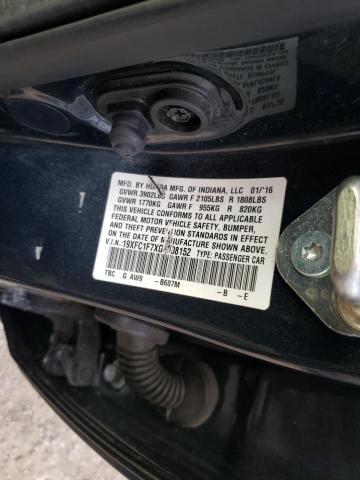 MFD. BY HONDA MFG. OF INDIANA, LLC 01/16
GVWR 3902LBS GAWR F 2105LBS R 1808LBS
GVWR 1770KG GAWR F 955KG R 820KG
THIS VEHICLE CONFORMS TO ALL APPLICABLE
FEDERAL MOTOR VEHICLE SAFETY, BUMPER,
AND THEFT PREVENTION STANDARDS IN EFFECT
ON THE DATE OF MANUFACTURE SHOWN ABOVE.
V.I.N.: TYPE: PASSENGER CAR
TBC G AW9 -B607M -B -E